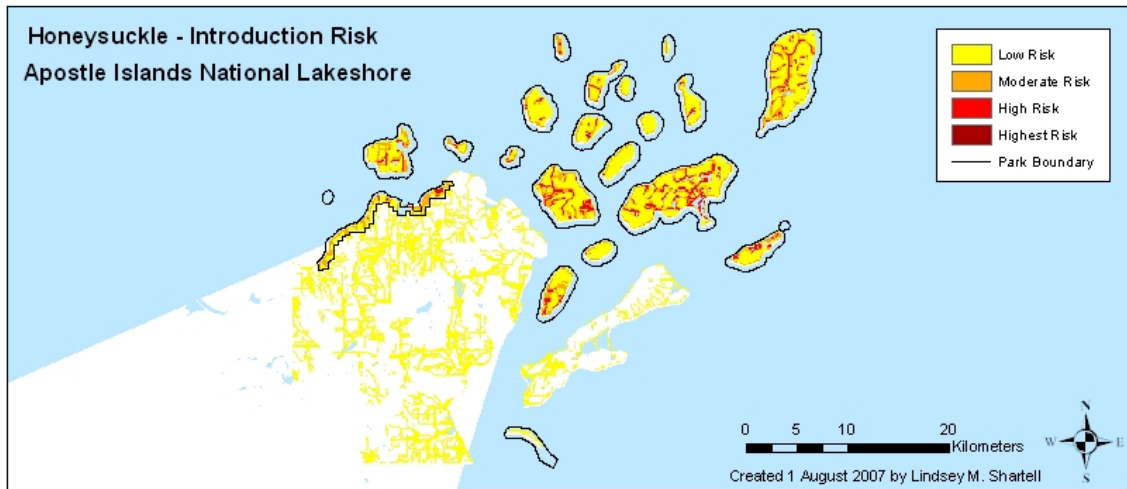 Honeysuckle - Introduction Risk
Apostle Islands National Lakeshore
Low Risk
Moderate Risk
High Risk
Highest Risk
Park Boundary
0 5 10 20
Kilometers
Created 1 August 2007 by Lindsey M. Shartell
N
W E
S